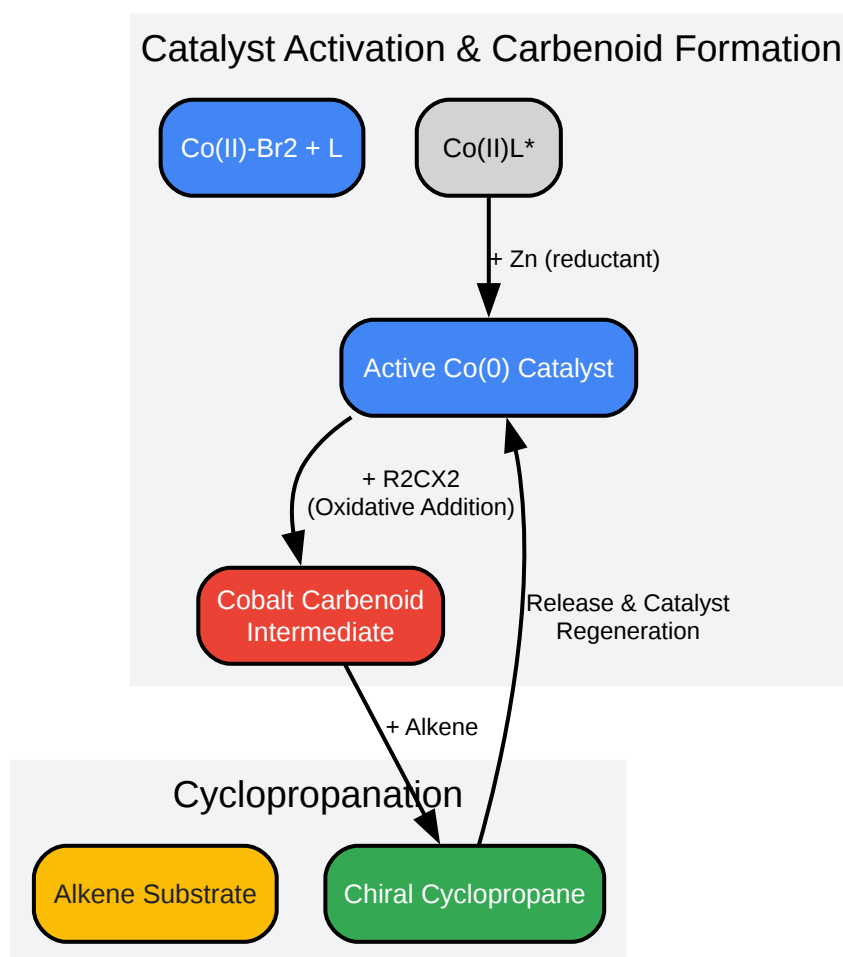 Catalyst Activation & Carbenoid Formation
Co(II)-Br2 + L
Co(II)L*
+ Zn (reductant)
Active Co(0) Catalyst
+ R2CX2
(Oxidative Addition)
Cobalt Carbenoid
Intermediate
Release & Catalyst
Regeneration
+ Alkene
Cyclopropanation
Alkene Substrate
Chiral Cyclopropane